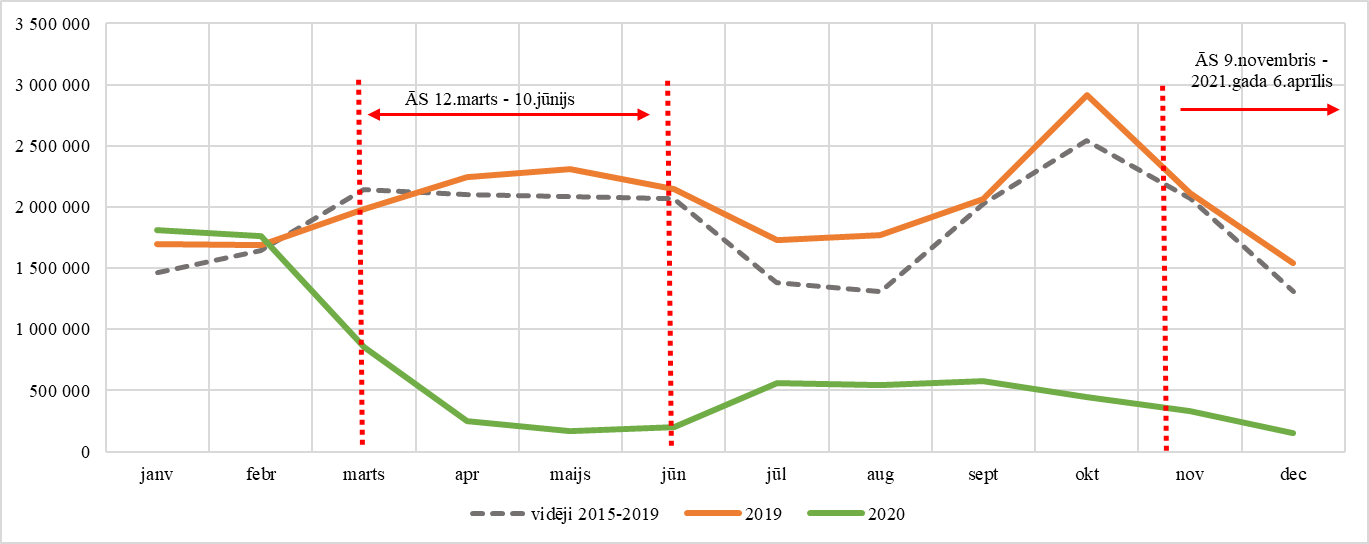 3 500 000
3 000 000
2 500 000
2 000 000
1 500 000
1 000 000
500 000
0
ĀS 12.marts - 10.jūnijs
ĀS 9.novembris -
2021.gada 6.aprīlis
janv febr marts apr maijs jūn jūl aug sept okt nov dec
vidēji 2015-2019 2019 2020